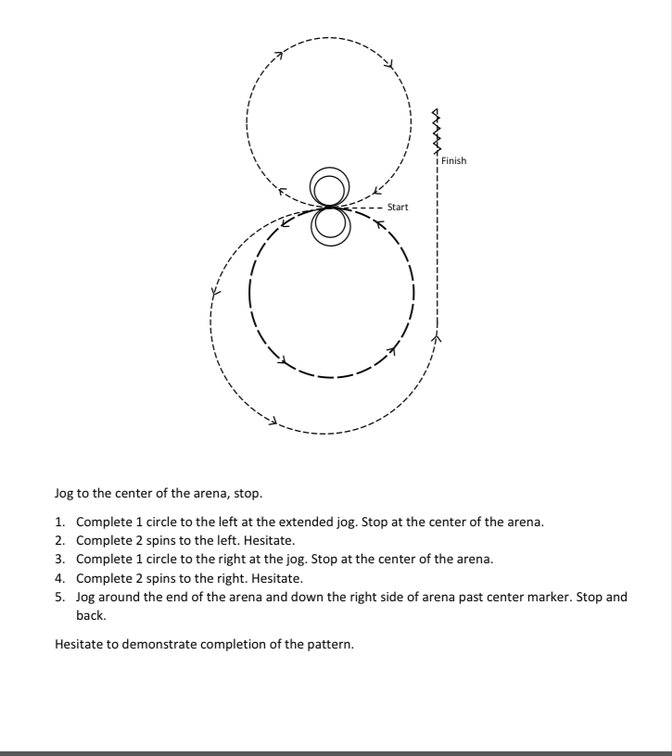 Finish
Start
Jog to the center of the arena, stop.
1. Complete 1 circle to the left at the extended jog. Stop at the center of the arena.
2. Complete 2 spins to the left. Hesitate.
3. Complete 1 circle to the right at the jog. Stop at the center of the arena.
4. Complete 2 spins to the right. Hesitate.
5. Jog around the end of the arena and down the right side of arena past center marker. Stop and
back.
Hesitate to demonstrate completion of the pattern.